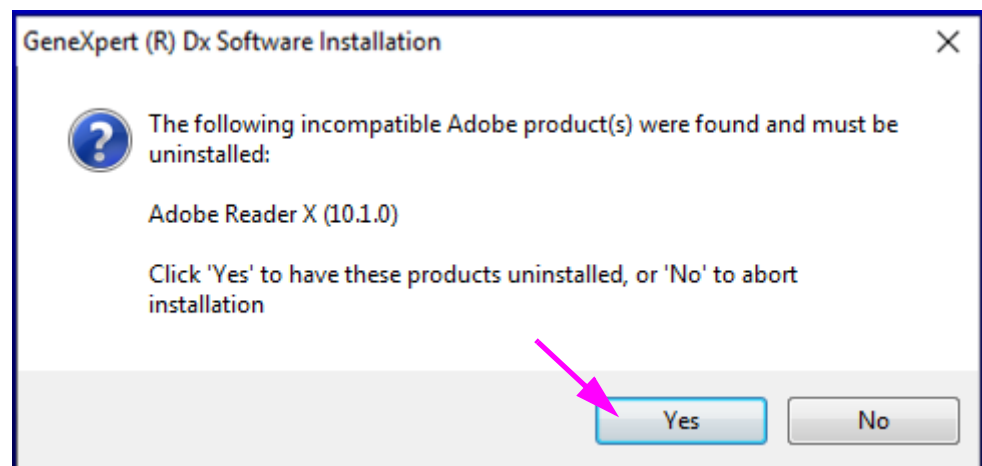 GeneXpert (R) Dx Software Installation
The following incompatible Adobe product(s) were found and must be
uninstalled:
Adobe Reader X (10.1.0)
Click 'Yes' to have these products uninstalled, or 'No' to abort
installation
Yes
No